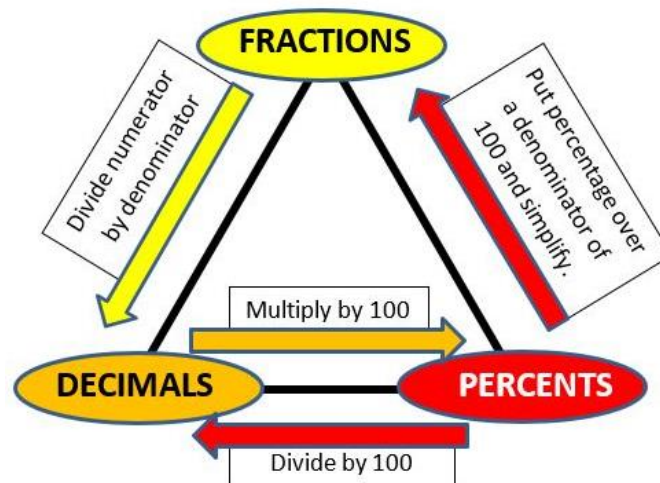 FRACTIONS
Divide numerator
by denominator
Put percentage over
a denominator of
100 and simplify.
Multiply by 100
DECIMALS
PERCENTS
Divide by 100